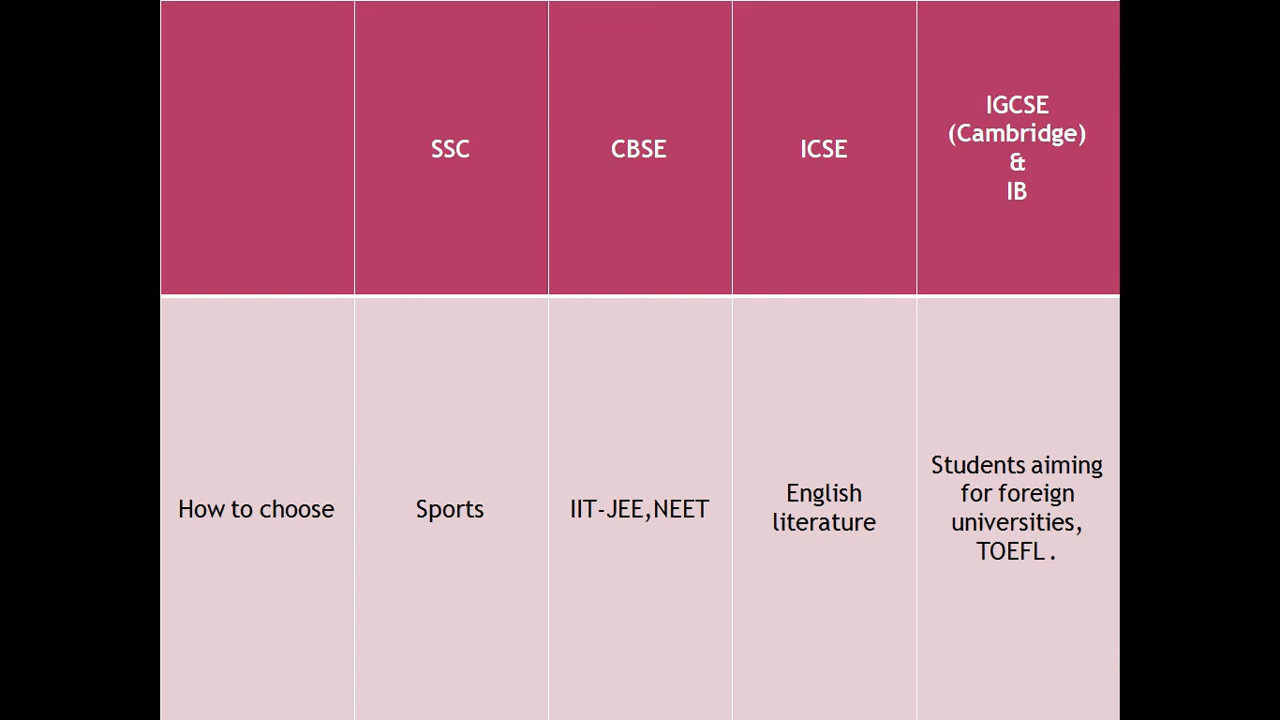 SSC
CBSE
ICSE
IGCSE
(Cambridge)
&
IB
How to choose
Sports
IIT-JEE,NEET
English
literature
Students aiming
for foreign
universities,
TOEFL .